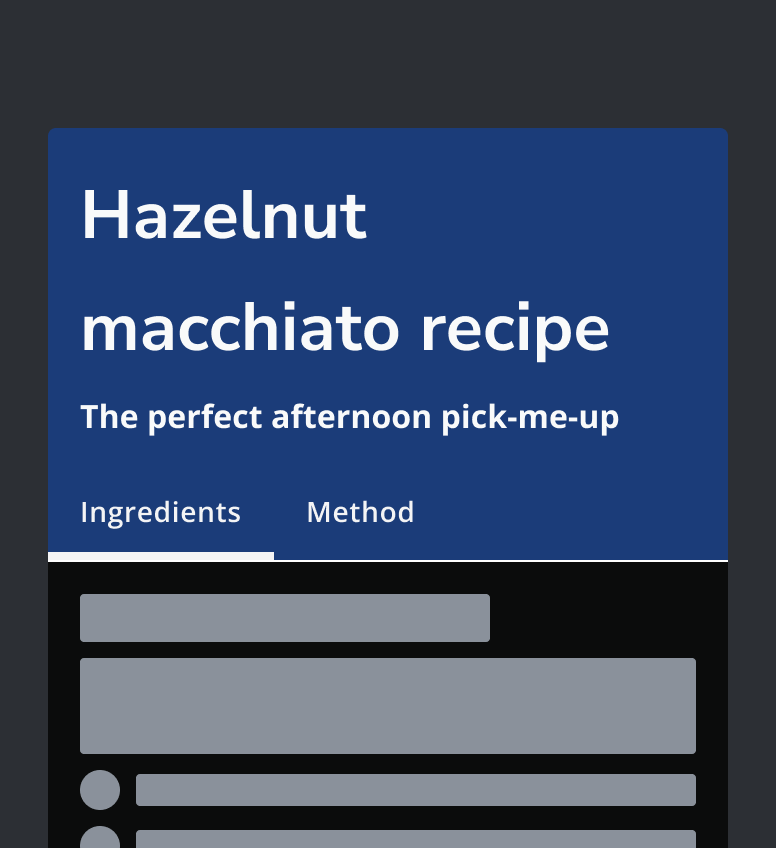 Hazelnut
macchiato recipe
The perfect afternoon pick-me-up
Ingredients
Method